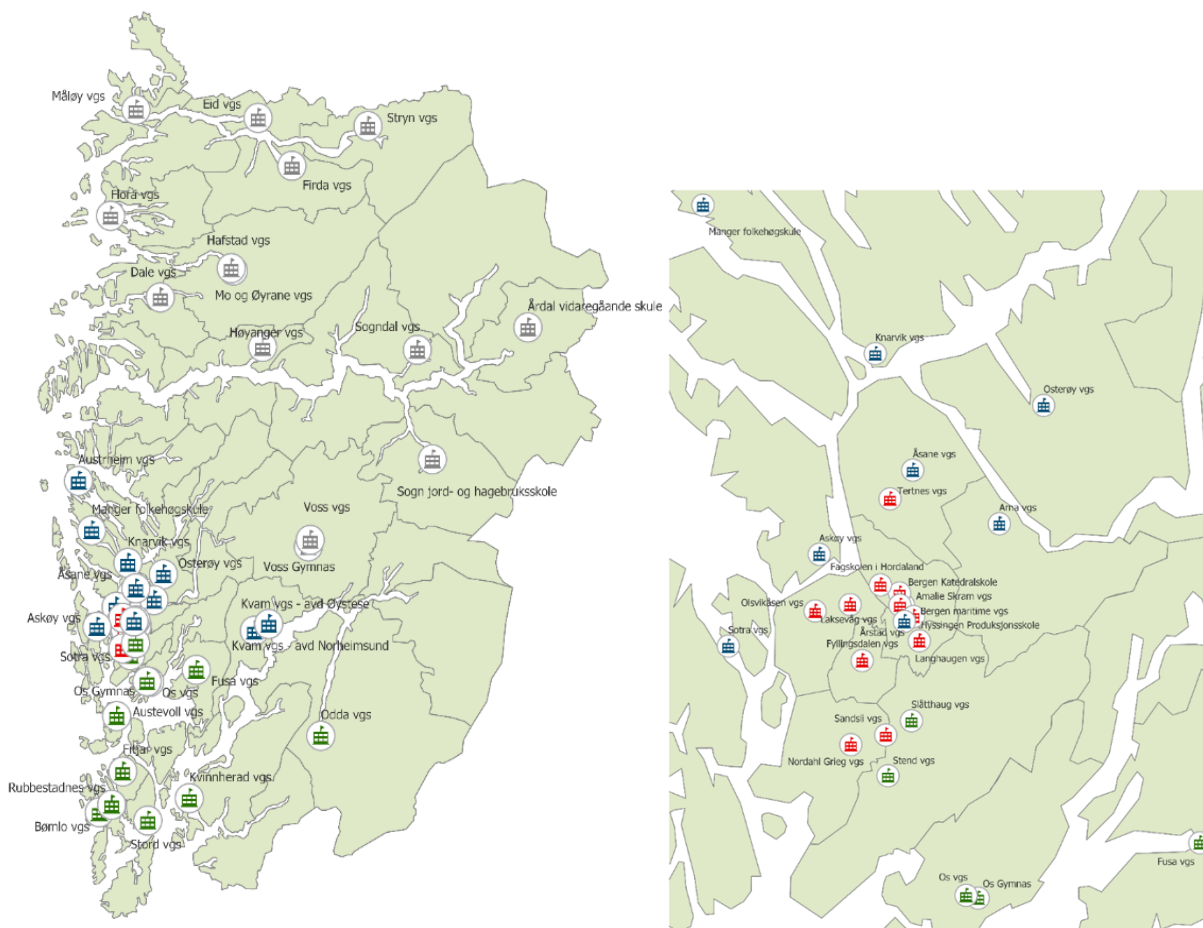 Måløy vgs
Eid vgs
Stryn vgs
Firda vgs
Flora vgs
Hafstad vgs
Dale vgs
Mo og Øyrane vgs
Årdal vidaregåande skule
Høyanger vgs
Sogndal vgs
Austrheim vgs
Sogn jord- og hagebruksskole
Manger folkehøgskule
Voss vgs
Knarvik vgs
Osterøy vgs
Voss Gymnas
Åsane vgs
Kvam vgs - avd Øystese
Askøy vgs
Kvam vgs - avd Norheimsund
Sotra vgs
Fusa vgs
Os Gymnas
Os vgs
Austevoll vgs
Odda vgs
Fitjar vgs
Kvinnherad vgs
Rubbestadnes vgs
Bømlo vgs
Stord vgs
Manger folkehøgskule
Knarvik vgs
Osterøy vgs
Åsane vgs
Tertnes vgs
Arna vgs
Askøy vgs
Fagskolen i Hordaland
Bergen Katedralskole
Amalie Skram vgs
Olsvikåsen vgs
Bergen maritime vgs
Laksevåg vgs
Hyssingen Produksjonsskole
Årstad vgs
Sotra vgs
Fyllingsdalen vgs
Langhaugen vgs
Slåtthaug vgs
Sandsli vgs
Nordahl Grieg vgs
Stend vgs
Fusa vgs
Os vgs
Os Gymnas